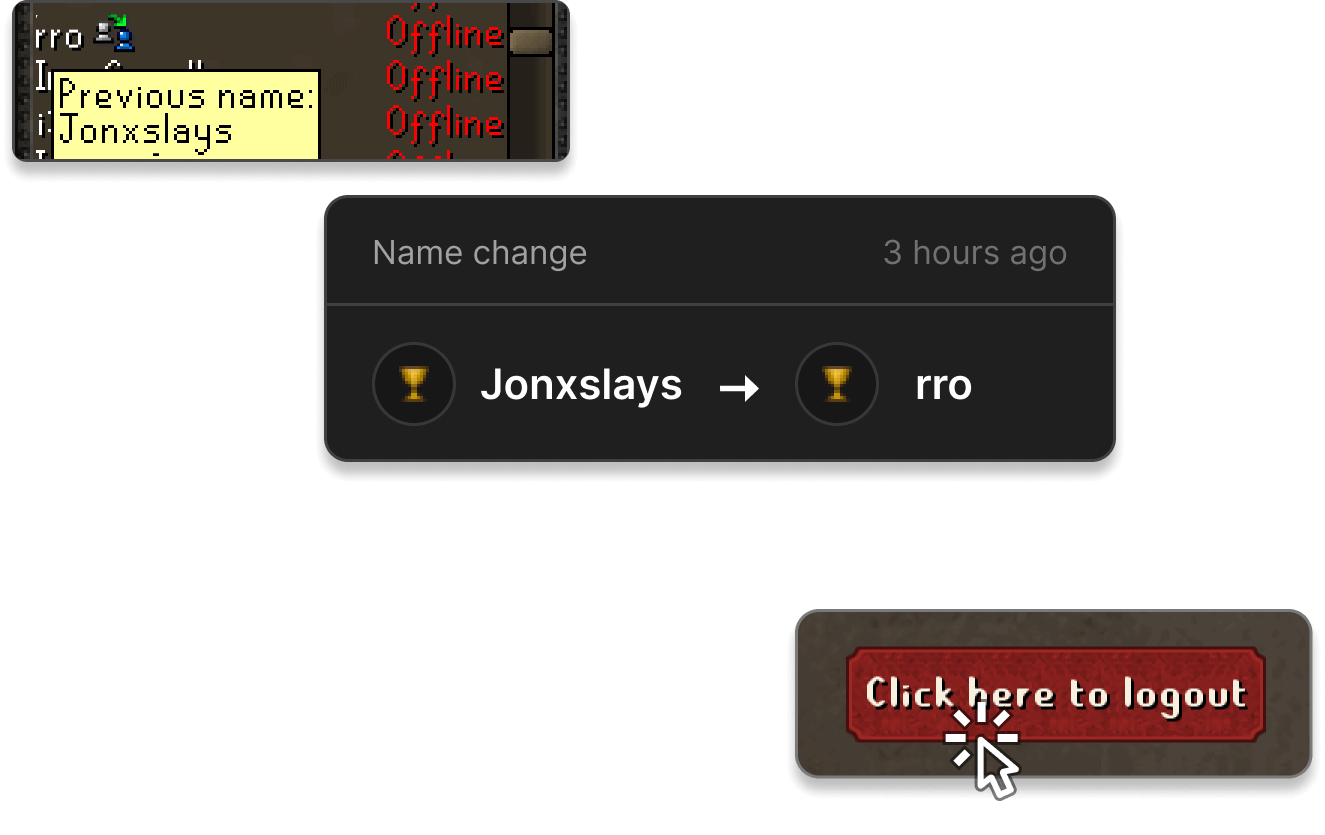 rro
Offline
Offline
Previous name:
Jonxslays
Offline
Name change
3 hours ago
Jonxslays → rro
Click here to logout